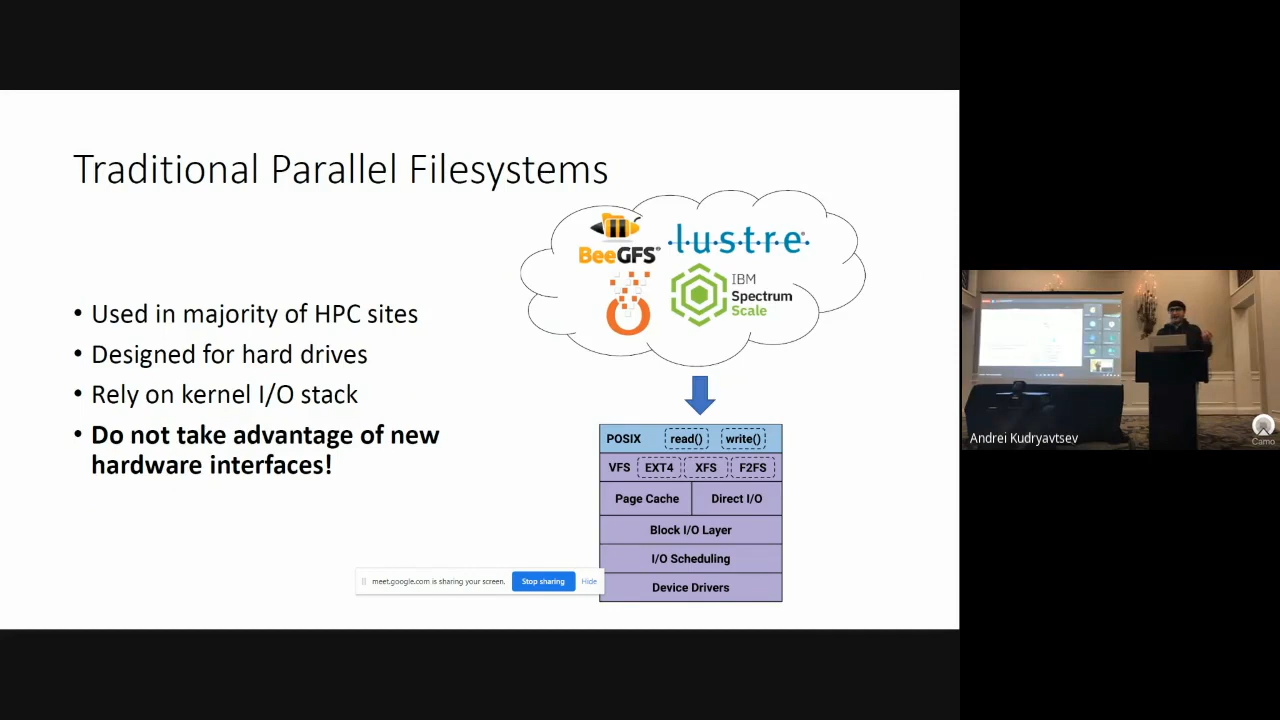 Traditional Parallel Filesystems
BeeGFS®
l·u·s·t·r·e®
IBM
Spectrum
Scale
• Used in majority of HPC sites
• Designed for hard drives
• Rely on kernel I/O stack
• Do not take advantage of new
hardware interfaces!
POSIX read() write()
VFS EXT4 XFS F2FS
Page Cache Direct I/O
Block I/O Layer
I/O Scheduling
Device Drivers
meet.google.com is sharing your screen. Stop sharing Hide
Andrei Kudryavtsev
Camo